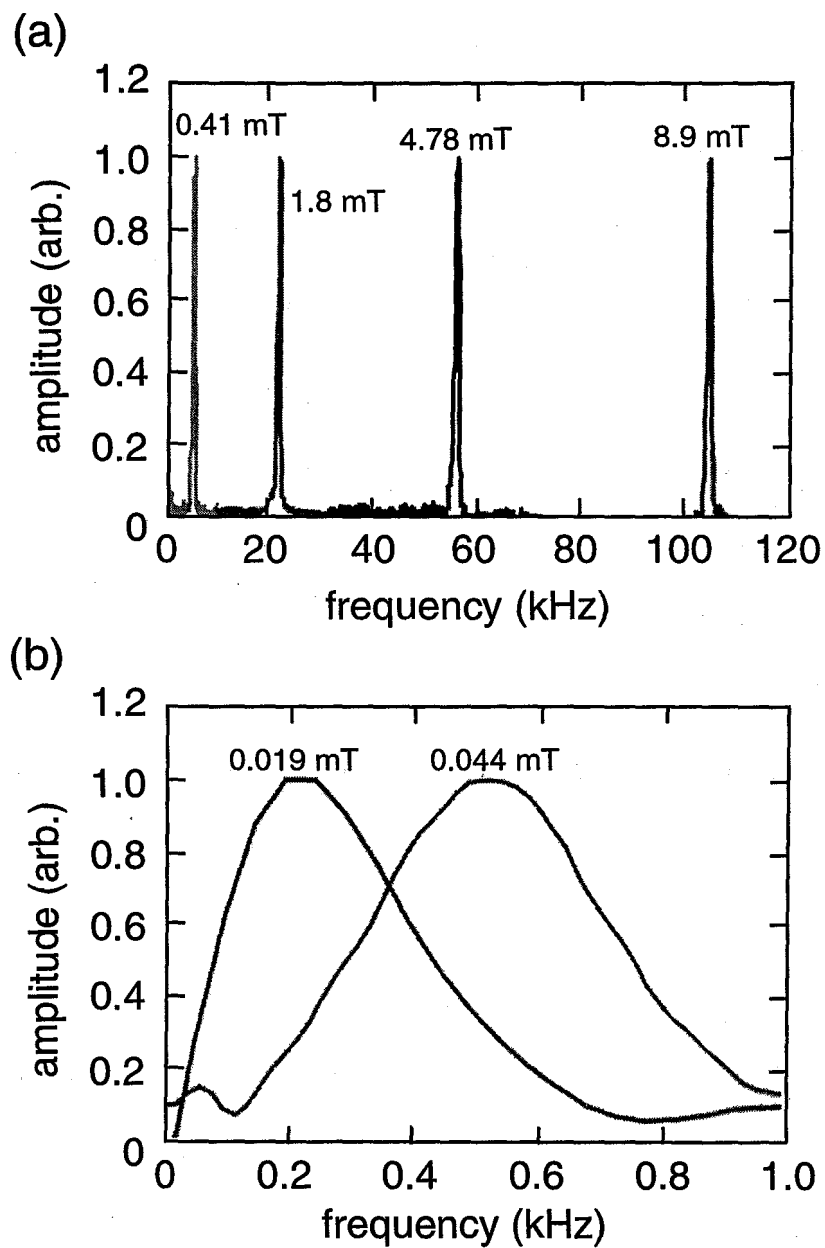 (a)
1.2
1.0
0.8
0.6
0.4
0.2
0
amplitude (arb.)
0.41 mT
1.8 mT
4.78 mT
8.9 mT
0 20 40 60 80 100 120
frequency (kHz)
(b)
1.2
1.0
0.8
0.6
0.4
0.2
0
amplitude (arb.)
0.019 mT 0.044 mT
0 0.2 0.4 0.6 0.8 1.0
frequency (kHz)